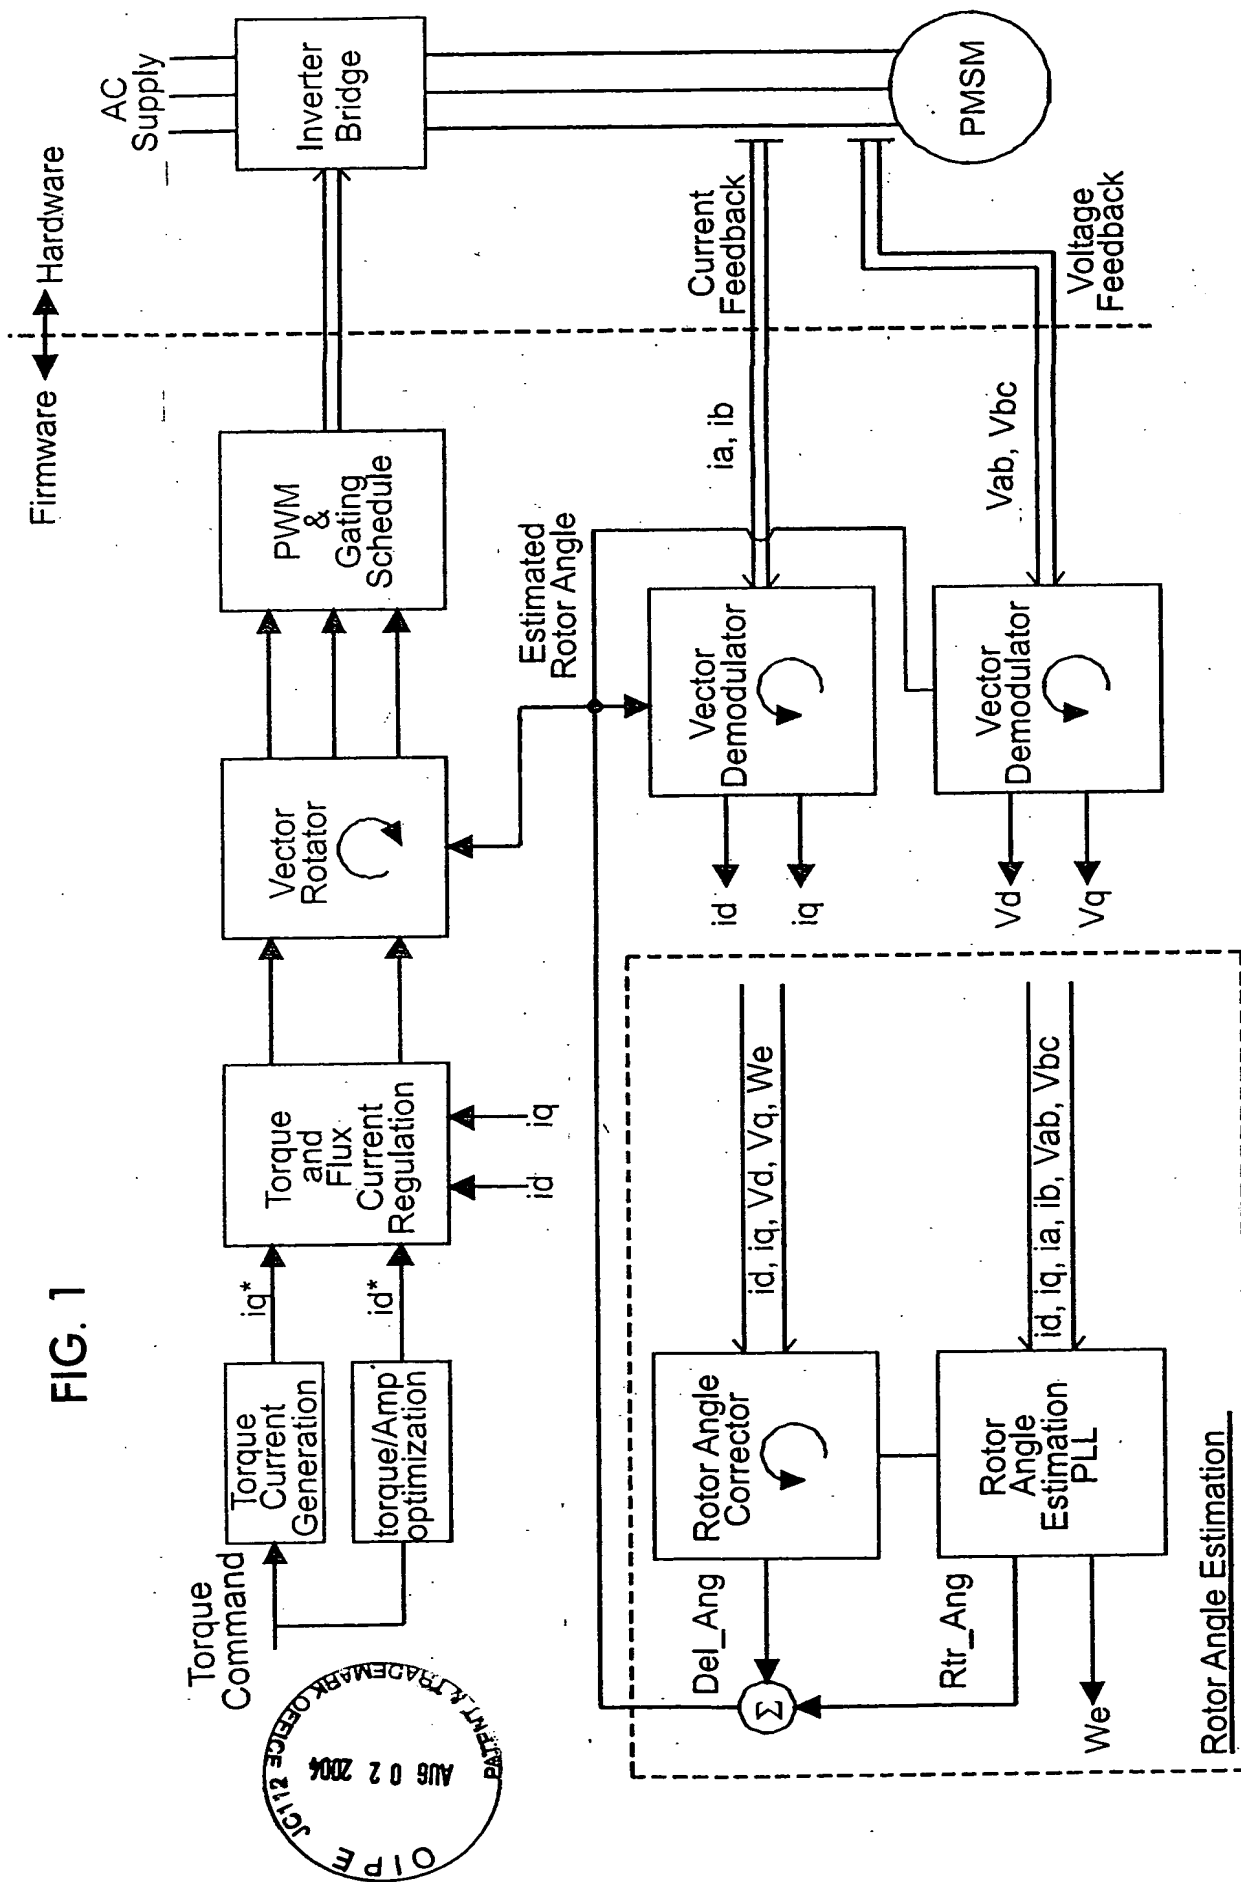 FIG. 1
Firmware
Hardware
AC
Supply
Torque
Command
Torque
Current
Generation
torque/Amp
optimization
iq*
id*
Torque
and
Flux
Current
Regulation
id
iq
Vector
Rotator
PWM
&
Gating
Schedule
Inverter
Bridge
Estimated
Rotor Angle
Current
Feedback
ia, ib
Vector
Demodulator
id
iq
Voltage
Feedback
Vab, Vbc
Vector
Demodulator
Vd
Vq
PMSM
Del_Ang
Σ
Rotor Angle
Corrector
id, iq, Vd, Vq, We
Rtr_Ang
We
Rotor
Angle
Estimation
PLL
id, iq, ia, ib, Vab, Vbc
Rotor Angle Estimation
OIPE
JC112
AUG 02 2004
PATENT & TRADEMARK OFFICE